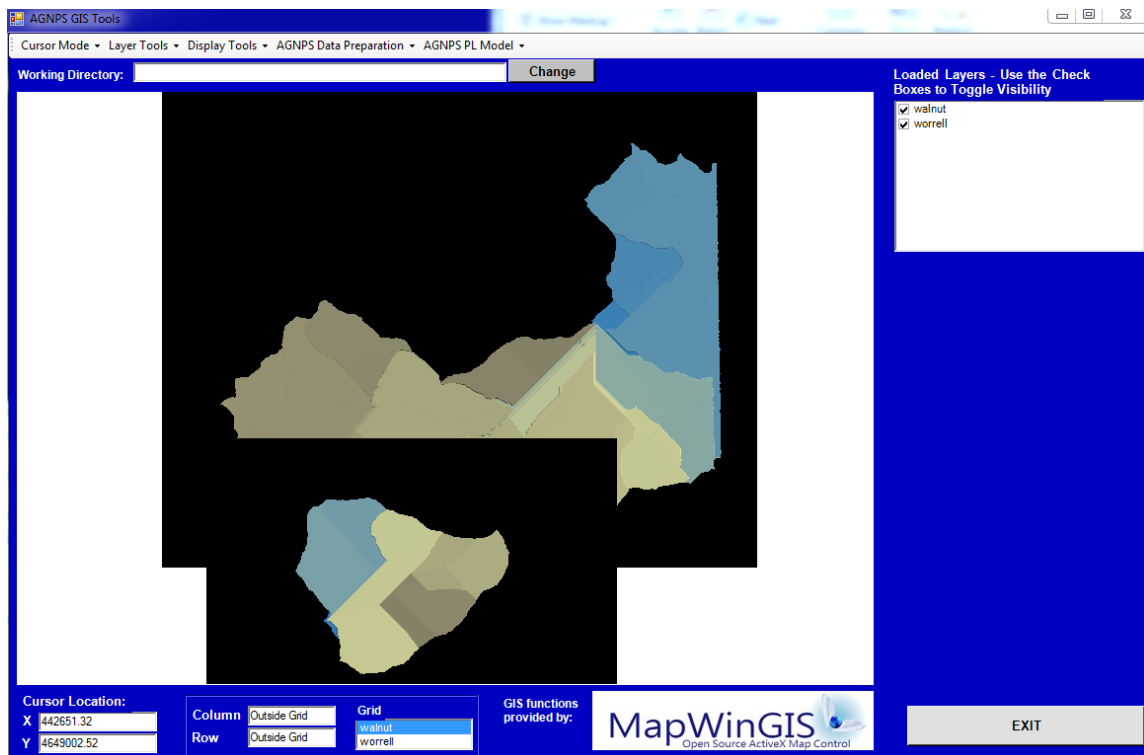 AGNPS GIS Tools
Cursor Mode Layer Tools Display Tools AGNPS Data Preparation AGNPS PL Model
Working Directory:
Change
Loaded Layers - Use the Check
Boxes to Toggle Visibility
walnut
worrell
Cursor Location:
X 442651.32
Y 4649002.52
Column Outside Grid
Row Outside Grid
Grid
walnut
worrell
GIS functions
provided by:
MapWinGIS
Open Source ActiveX Map Control
EXIT